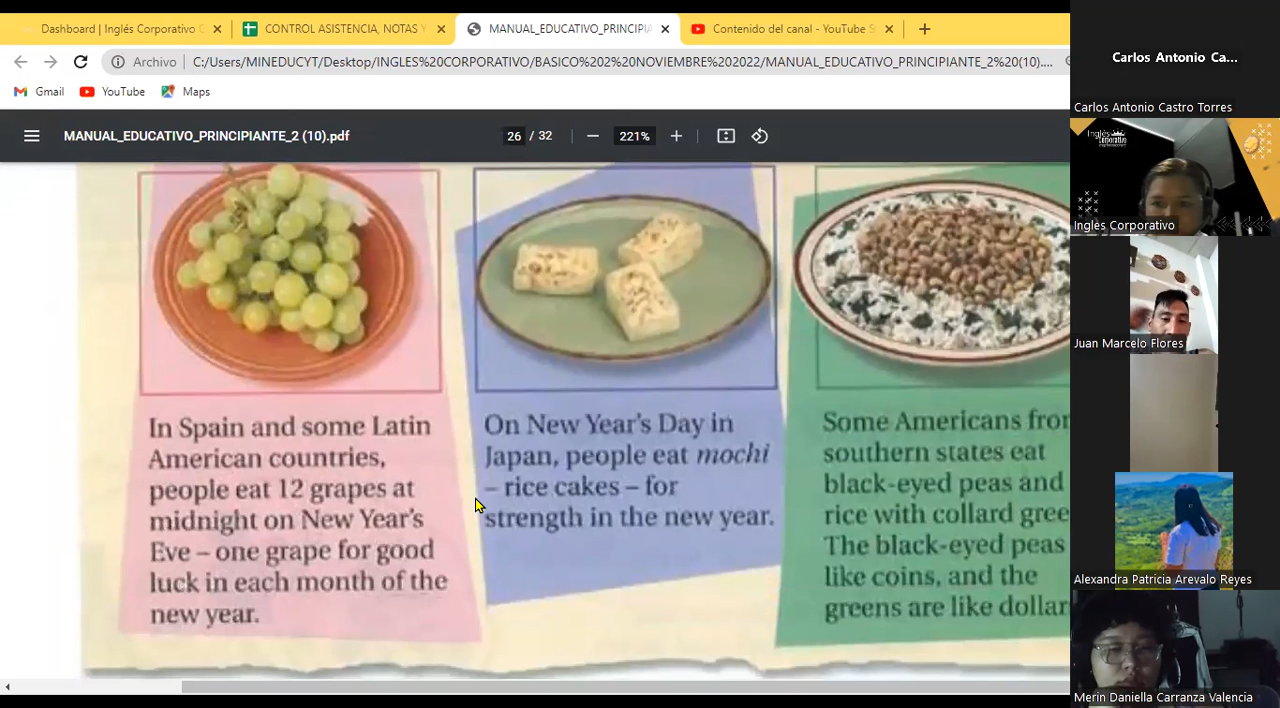 Dashboard | Inglés Corporativo
CONTROL ASISTENCIA, NOTAS Y
MANUAL_EDUCATIVO_PRINCIPIA
Contenido del canal - YouTube S
Archivo
C:/Users/MINEDUCYT/Desktop/INGLES%20CORPORATIVO/BASICO%202%20NOVIEMBRE%202022/MANUAL_EDUCATIVO_PRINCIPIANTE_2%20(10)....
Gmail
YouTube
Maps
MANUAL_EDUCATIVO_PRINCIPIANTE_2 (10).pdf
26 / 32
221%
In Spain and some Latin
American countries,
people eat 12 grapes at
midnight on New Year's
Eve – one grape for good
luck in each month of the
new year.
On New Year's Day in
Japan, people eat mochi
– rice cakes – for
strength in the new year.
Some Americans from
southern states eat
black-eyed peas and
rice with collard gree
The black-eyed peas
like coins, and the
greens are like dollar
Carlos Antonio Ca...
Carlos Antonio Castro Torres
Inglés
Corporativo
Ingles Corporativo
Juan Marcelo Flores
Alexandra Patricia Arevalo Reyes
Merin Daniella Carranza Valencia